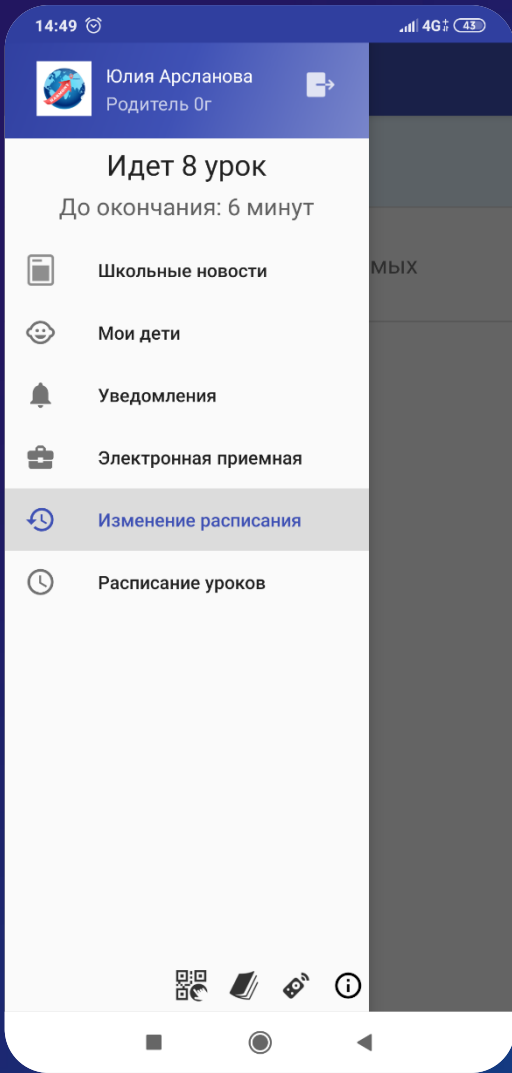 14:49 4G 43
Юлия Арсланова
Родитель 0г
Идет 8 урок
До окончания: 6 минут
Школьные новости
мых
Мои дети
Уведомления
Электронная приемная
Изменение расписания
Расписание уроков